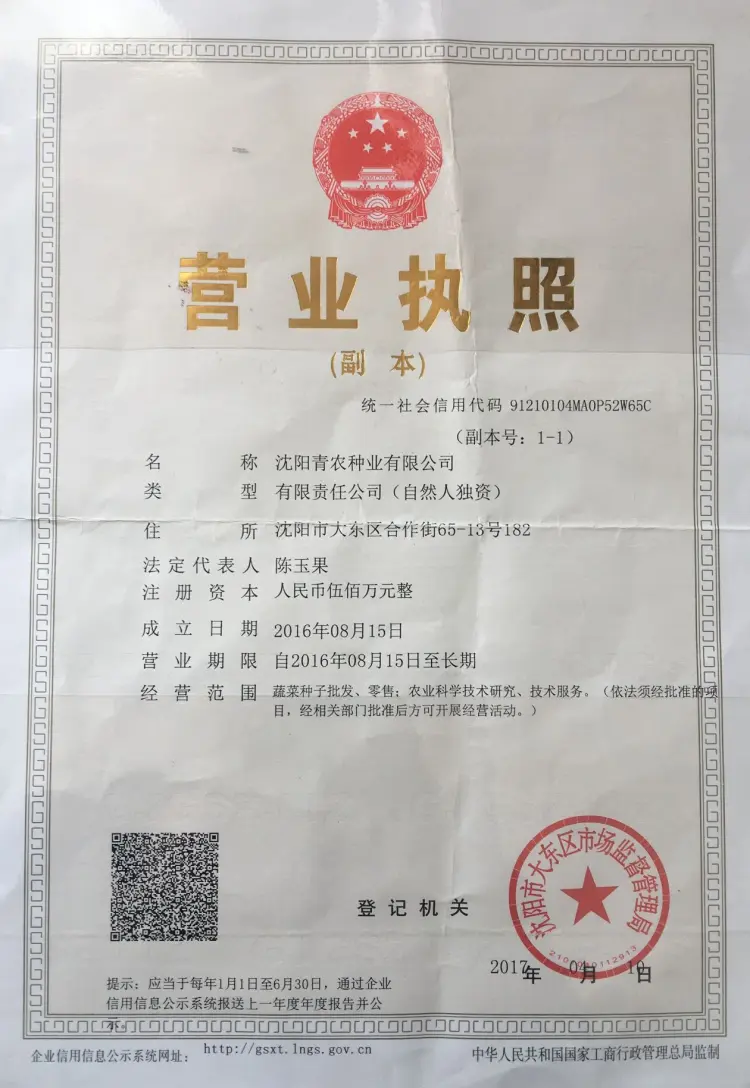 营业执照
(副 本)
统一社会信用代码 91210104MA0P52W65C
（副本号：1-1）
名 称 沈阳青农种业有限公司
类 型 有限责任公司（自然人独资）
住 所 沈阳市大东区合作街65-13号182
法定代表人 陈玉果
注册资本 人民币伍佰万元整
成立日期 2016年08月15日
营业期限 自2016年08月15日至长期
经营范围 蔬菜种子批发、零售；农业科学技术研究、技术服务。（依法须经批准的项
目，经相关部门批准后方可开展经营活动。）
沈阳市大东区市场监督管理局
登记机关
2017年 04月 10日
提示：应当于每年1月1日至6月30日，通过企业
信用信息公示系统报送上一年度年度报告并公
示。
企业信用信息公示系统网址： http://gsxt.lngs.gov.cn
中华人民共和国国家工商行政管理总局监制